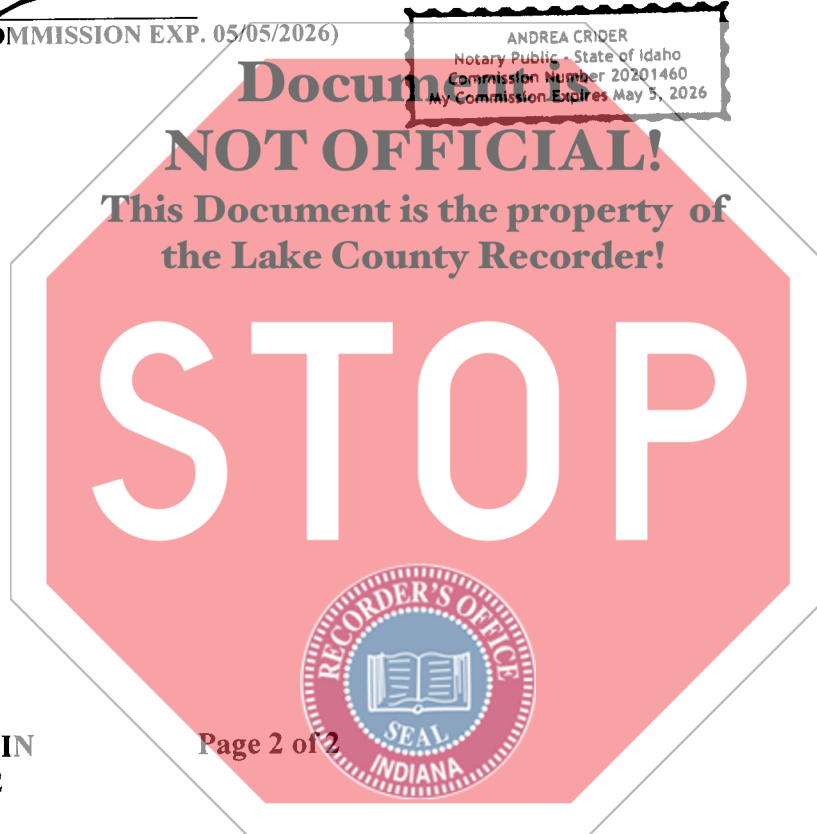 OMMISSION EXP. 05/05/2026)
ANDREA CRIDER
Notary Public - State of Idaho
Commission Number 20201460
My Commission Expires May 5, 2026
Document is
NOT OFFICIAL!
This Document is the property of
the Lake County Recorder!
STOP
RECORDER'S OFFICE
SEAL
INDIANA
IN
Page 2 of 2